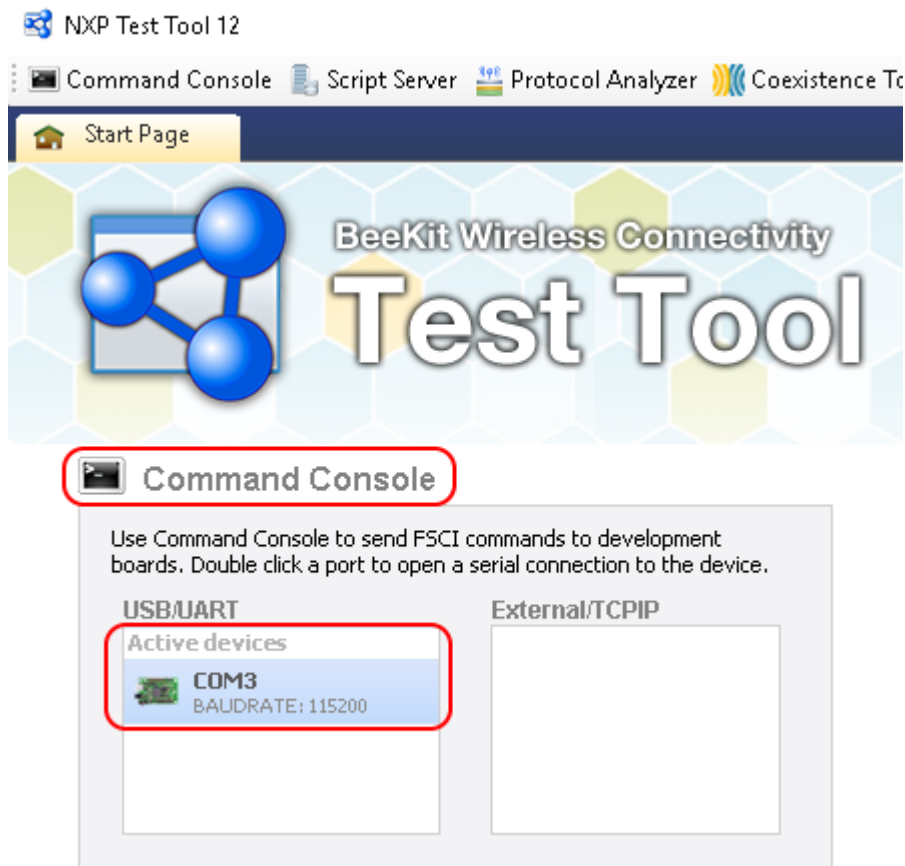 NXP Test Tool 12
Command Console Script Server Protocol Analyzer Coexistence To
Start Page
BeeKit Wireless Connectivity
Test Tool
Command Console
Use Command Console to send FSCI commands to development
boards. Double click a port to open a serial connection to the device.
USB/UART External/TCPIP
Active devices
COM3
BAUDRATE: 115200